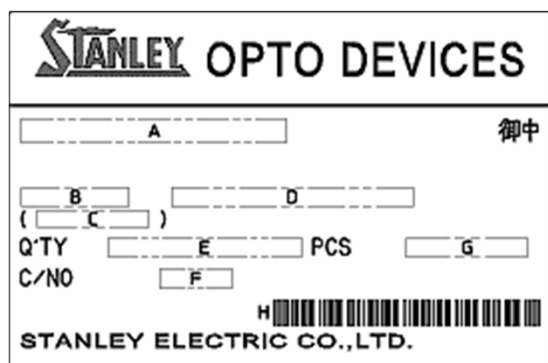 STANLEY OPTO DEVICES
A 御中
B D
( C )
Q'TY E PCS G
C/NO F
H
STANLEY ELECTRIC CO.,LTD.